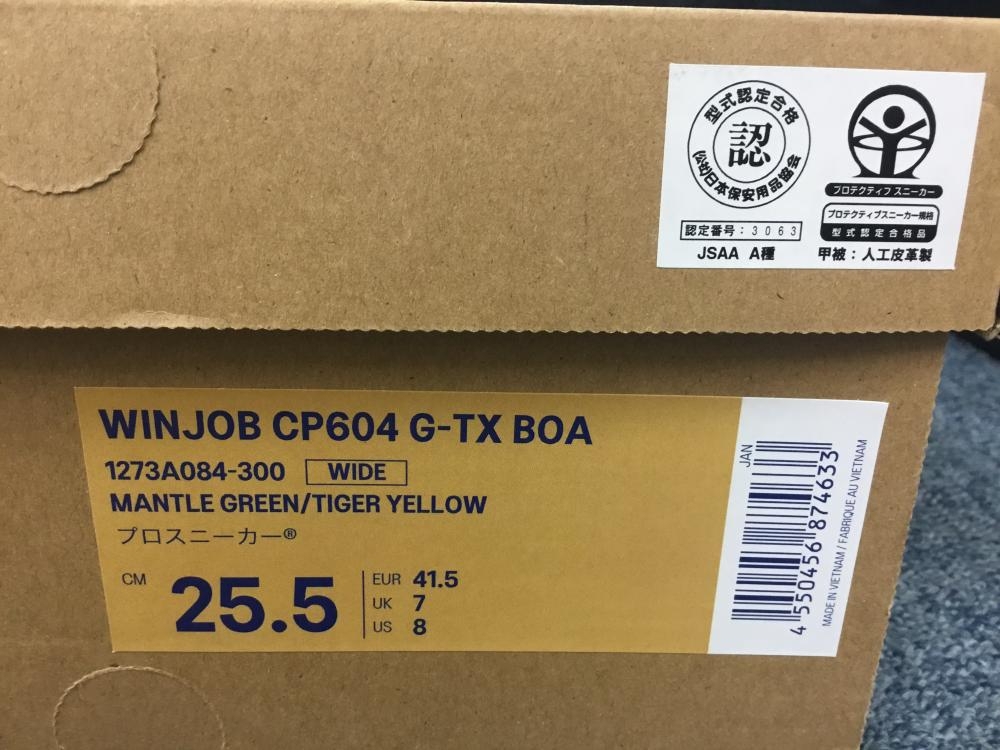 型式認定合格
認
(公社)日本保安用品協会
認定番号：3063
JSAA A種
プロテクティブ スニーカー
プロテクティブスニーカー規格
型式認定合格品
甲被：人工皮革製
WINJOB CP604 G-TX BOA
1273A084-300 WIDE
MANTLE GREEN/TIGER YELLOW
プロスニーカー®
CM 25.5
EUR 41.5
UK 7
US 8
JAN
4 550456 874633
MADE IN VIETNAM / FABRIQUE AU VIETNAM